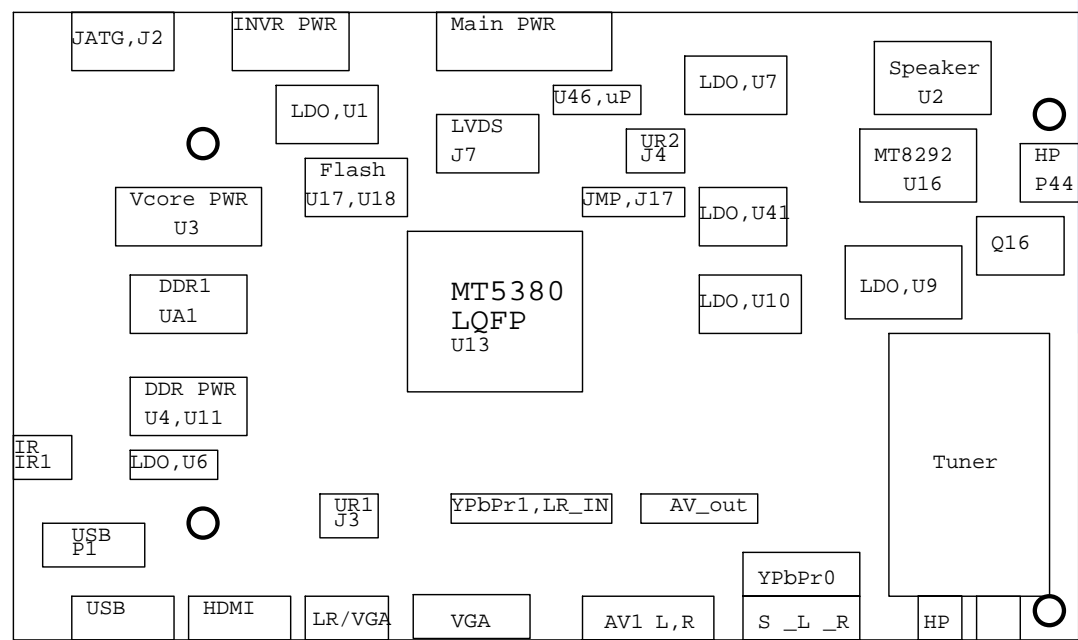 JATG,J2
INVR PWR
Main PWR
LDO,U1
U46,uP
LDO,U7
Speaker
U2
LVDS
J7
UR2
J4
MT8292
U16
HP
P44
Flash
U17,U18
Vcore PWR
U3
JMP,J17
LDO,U41
Q16
DDR1
UA1
MT5380
LQFP
U13
LDO,U10
LDO,U9
DDR PWR
U4,U11
IR
IR1
LDO,U6
Tuner
UR1
J3
YPbPr1,LR_IN
AV_out
USB
P1
YPbPr0
USB
HDMI
LR/VGA
VGA
AV1 L,R
S _L _R
HP